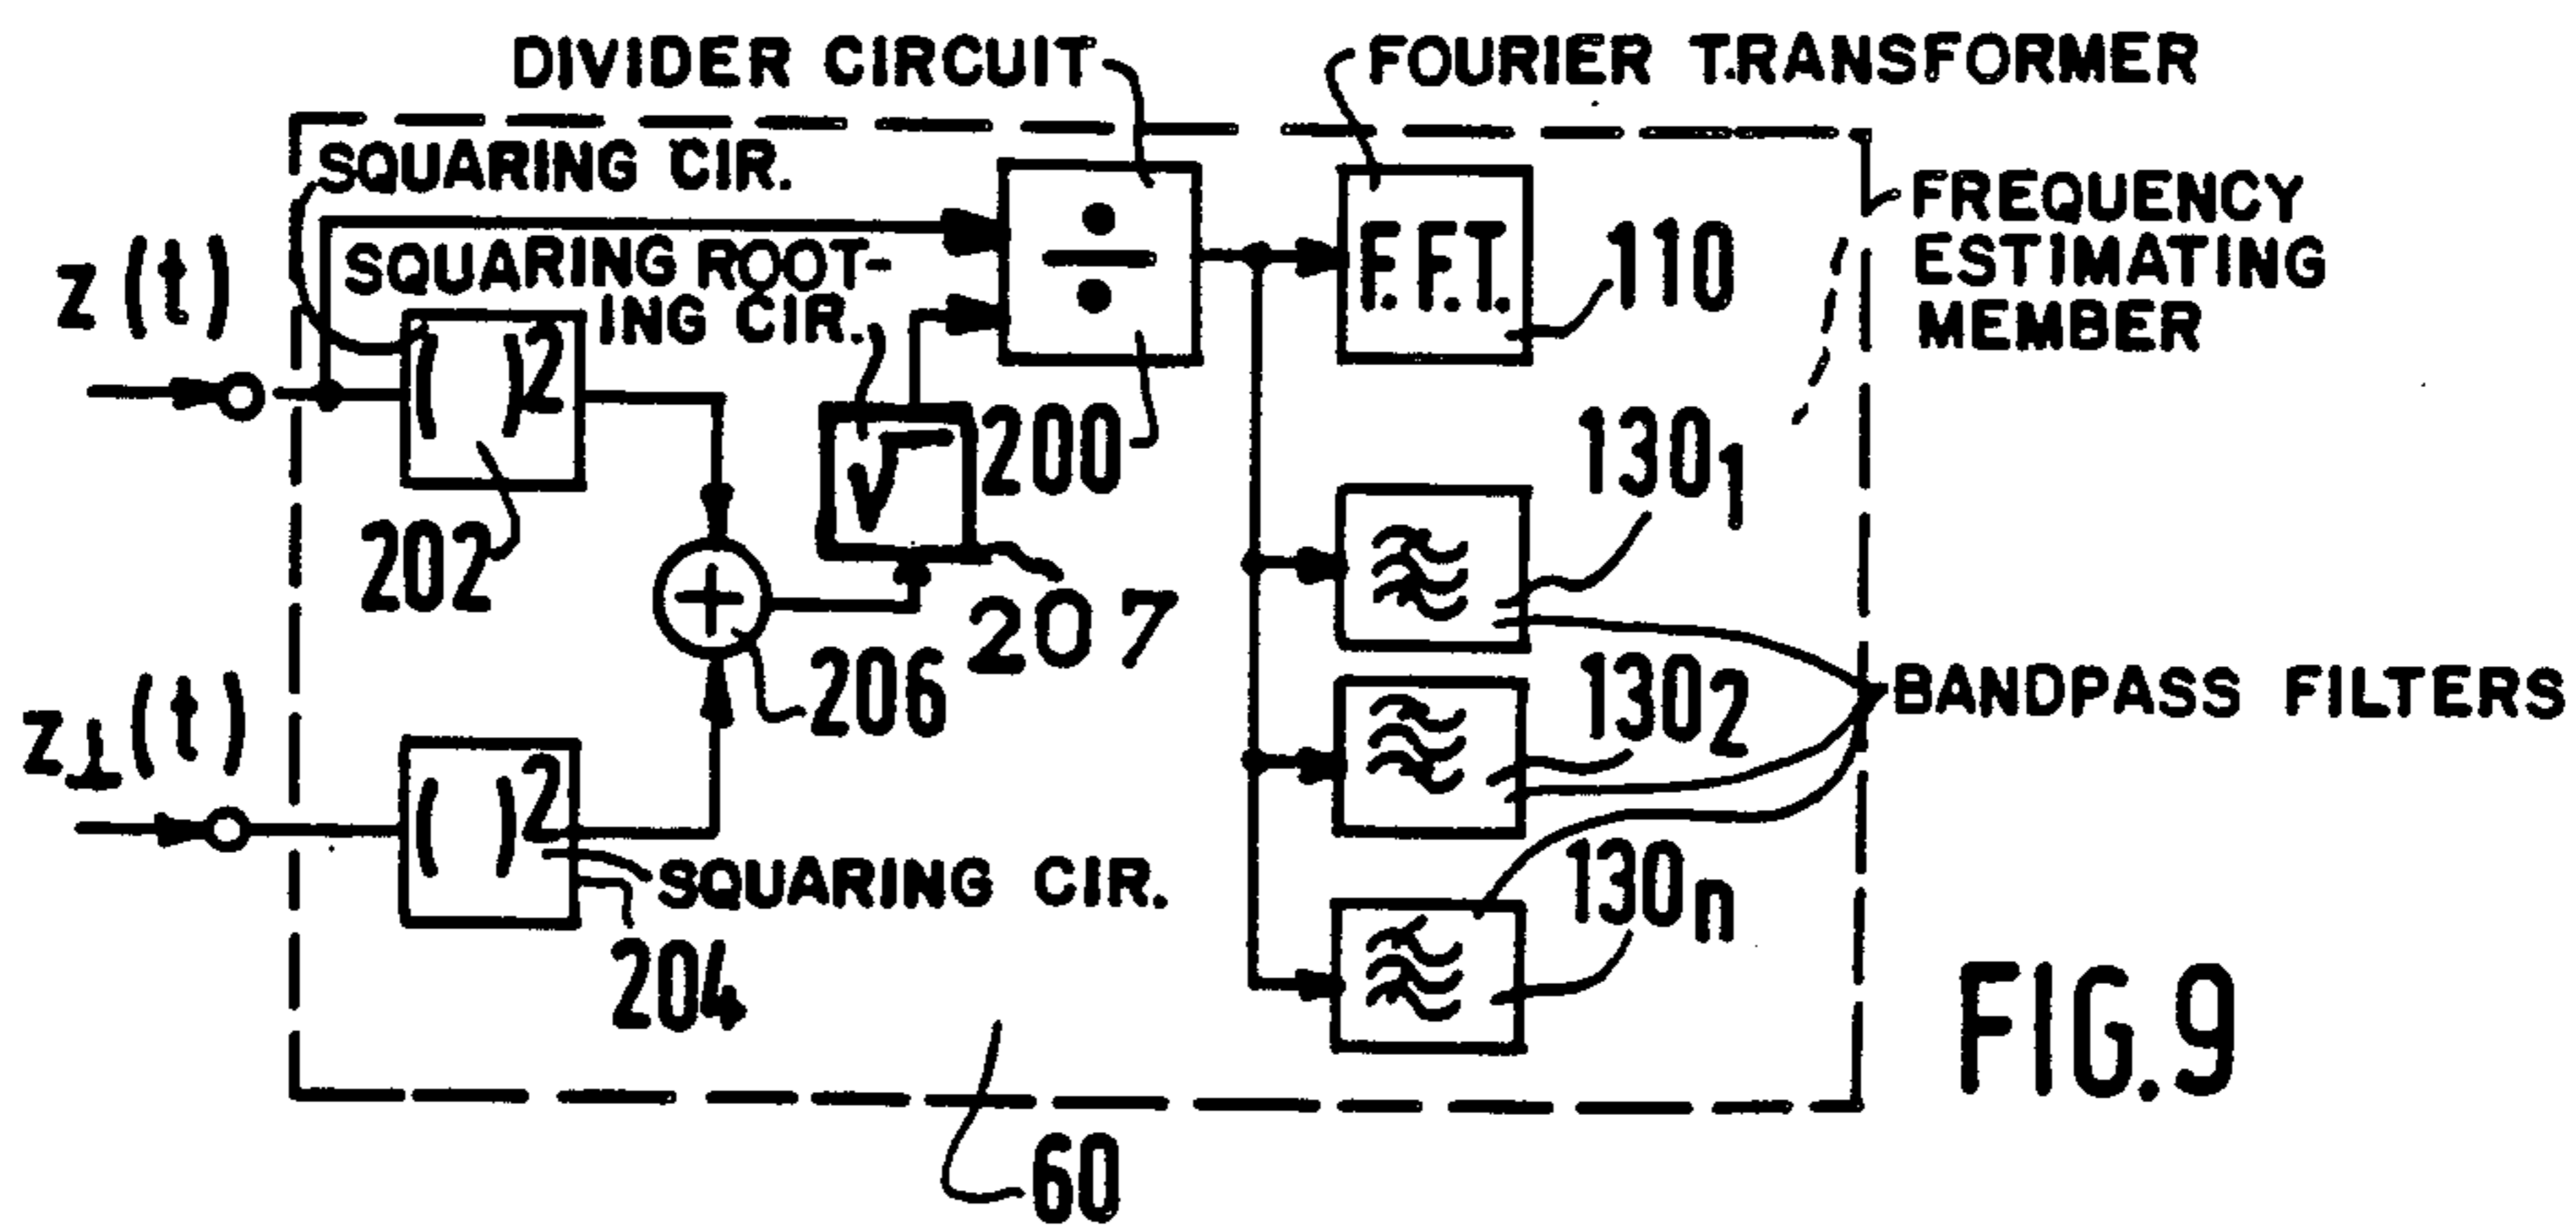 DIVIDER CIRCUIT
FOURIER TRANSFORMER
SQUARING CIR.
FREQUENCY
ESTIMATING
MEMBER
z(t)
SQUARING ROOT-
ING CIR.
÷
F.F.T.
110
( )2
√
200
130₁
202
+
207
206
130₂
BANDPASS FILTERS
z⊥(t)
( )2
SQUARING CIR.
130n
204
FIG.9
60